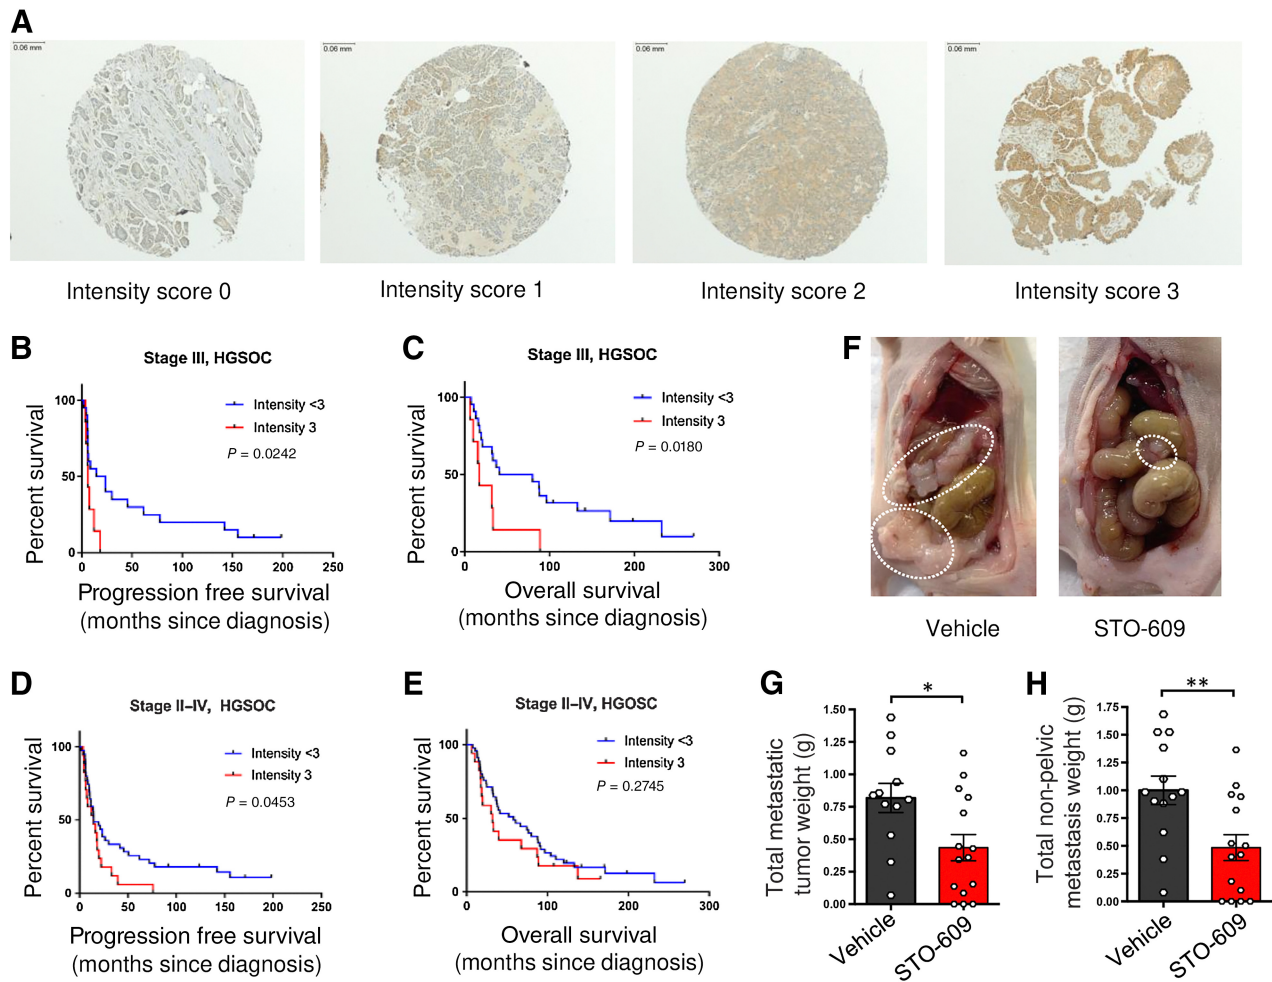 A
0.06 mm
0.06 mm
0.06 mm
0.06 mm
Intensity score 0
Intensity score 1
Intensity score 2
Intensity score 3
B
Stage III, HGSOC
Percent survival
100
50
0
Intensity <3
Intensity 3
P = 0.0242
0 50 100 150 200 250
Progression free survival
(months since diagnosis)
C
Stage III, HGSOC
Percent survival
100
50
0
Intensity <3
Intensity 3
P = 0.0180
0 100 200 300
Overall survival
(months since diagnosis)
F
Vehicle
STO-609
D
Stage II–IV, HGSOC
Percent survival
100
50
0
Intensity <3
Intensity 3
P = 0.0453
0 50 100 150 200 250
Progression free survival
(months since diagnosis)
E
Stage II–IV, HGOSC
Percent survival
100
50
0
Intensity <3
Intensity 3
P = 0.2745
0 100 200 300
Overall survival
(months since diagnosis)
G
Total metastatic
tumor weight (g)
*
1.50
1.25
1.00
0.75
0.50
0.25
0.00
Vehicle
STO-609
H
Total non-pelvic
metastasis weight (g)
**
1.75
1.50
1.25
1.00
0.75
0.50
0.25
0.00
Vehicle
STO-609